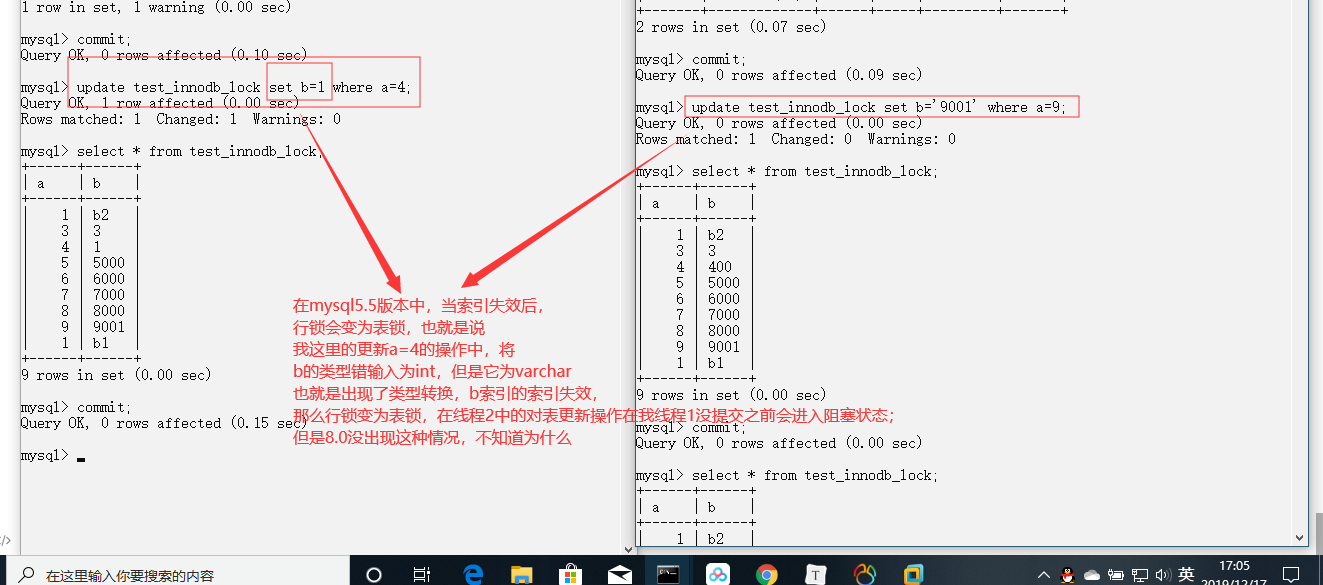 1 row in set, 1 warning (0.00 sec)
mysql> commit;
Query OK, 0 rows affected (0.10 sec)
mysql> update test_innodb_lock set b=1 where a=4;
Query OK, 1 row affected (0.00 sec)
Rows matched: 1 Changed: 1 Warnings: 0
mysql> select * from test_innodb_lock;
+------+------+
| a | b |
+------+------+
| 1 | b2 |
| 3 | 3 |
| 4 | 1 |
| 5 | 5000 |
| 6 | 6000 |
| 7 | 7000 |
| 8 | 8000 |
| 9 | 9001 |
| 1 | b1 |
+------+------+
9 rows in set (0.00 sec)
mysql> commit;
Query OK, 0 rows affected (0.15 sec)
mysql>
在mysql5.5版本中，当索引失效后，
行锁会变为表锁，也就是说
我这里的更新a=4的操作中，将
b的类型错输入为int，但是它为varchar
也就是出现了类型转换，b索引的索引失效，
那么行锁变为表锁，在线程2中的对表更新操作在我线程1没提交之前会进入阻塞状态；
但是8.0没出现这种情况，不知道为什么
2 rows in set (0.07 sec)
mysql> commit;
Query OK, 0 rows affected (0.09 sec)
mysql> update test_innodb_lock set b='9001' where a=9;
Query OK, 0 rows affected (0.00 sec)
Rows matched: 1 Changed: 0 Warnings: 0
mysql> select * from test_innodb_lock;
+------+------+
| a | b |
+------+------+
| 1 | b2 |
| 3 | 3 |
| 4 | 400 |
| 5 | 5000 |
| 6 | 6000 |
| 7 | 7000 |
| 8 | 8000 |
| 9 | 9001 |
| 1 | b1 |
+------+------+
9 rows in set (0.00 sec)
mysql> commit;
Query OK, 0 rows affected (0.00 sec)
mysql> select * from test_innodb_lock;
+------+------+
| a | b |
+------+------+
| 1 | b2 |
在这里输入你要搜索的内容
英
17:05
2019/12/17